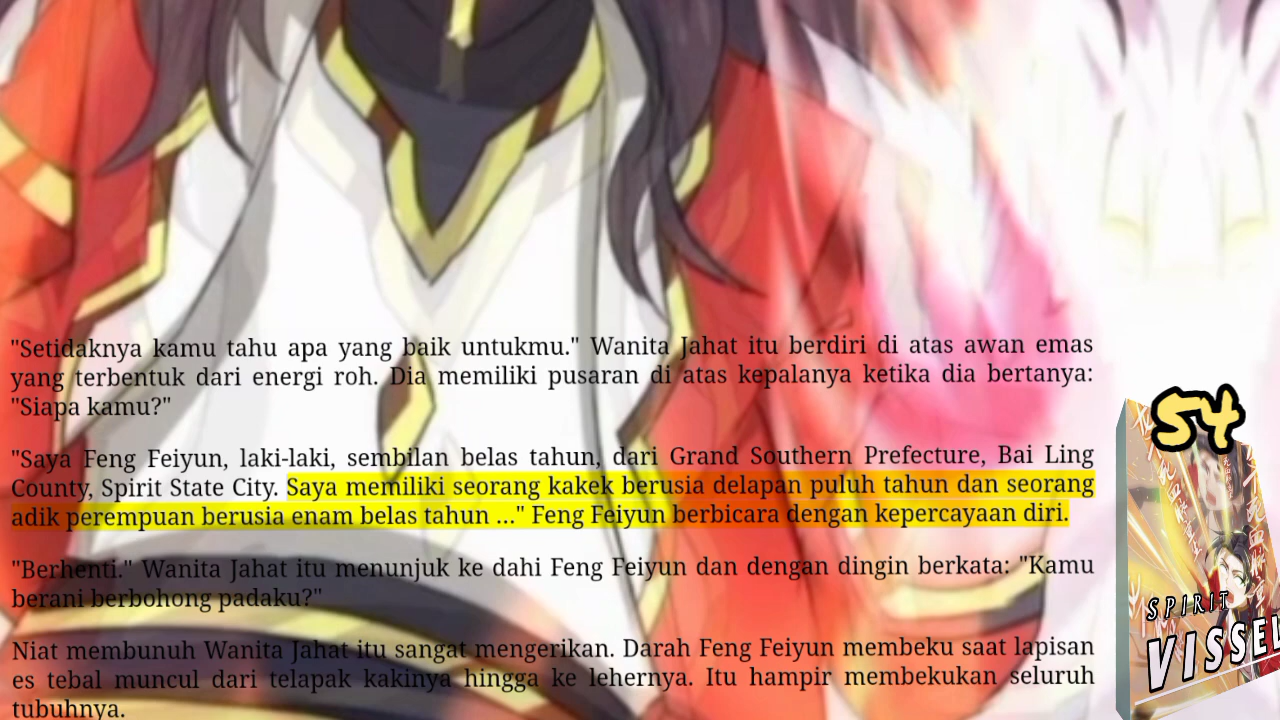 "Setidaknya kamu tahu apa yang baik untukmu." Wanita Jahat itu berdiri di atas awan emas
yang terbentuk dari energi roh. Dia memiliki pusaran di atas kepalanya ketika dia bertanya:
"Siapa kamu?"
"Saya Feng Feiyun, laki-laki, sembilan belas tahun, dari Grand Southern Prefecture, Bai Ling
County, Spirit State City. Saya memiliki seorang kakek berusia delapan puluh tahun dan seorang
adik perempuan berusia enam belas tahun ..." Feng Feiyun berbicara dengan kepercayaan diri.
"Berhenti." Wanita Jahat itu menunjuk ke dahi Feng Feiyun dan dengan dingin berkata: "Kamu
berani berbohong padaku?"
Niat membunuh Wanita Jahat itu sangat mengerikan. Darah Feng Feiyun membeku saat lapisan
es tebal muncul dari telapak kakinya hingga ke lehernya. Itu hampir membekukan seluruh
tubuhnya.
54
SPIRIT
VISSEL